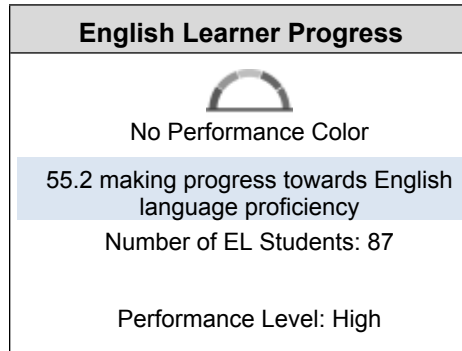 English Learner Progress
No Performance Color
55.2 making progress towards English
language proficiency
Number of EL Students: 87
Performance Level: High